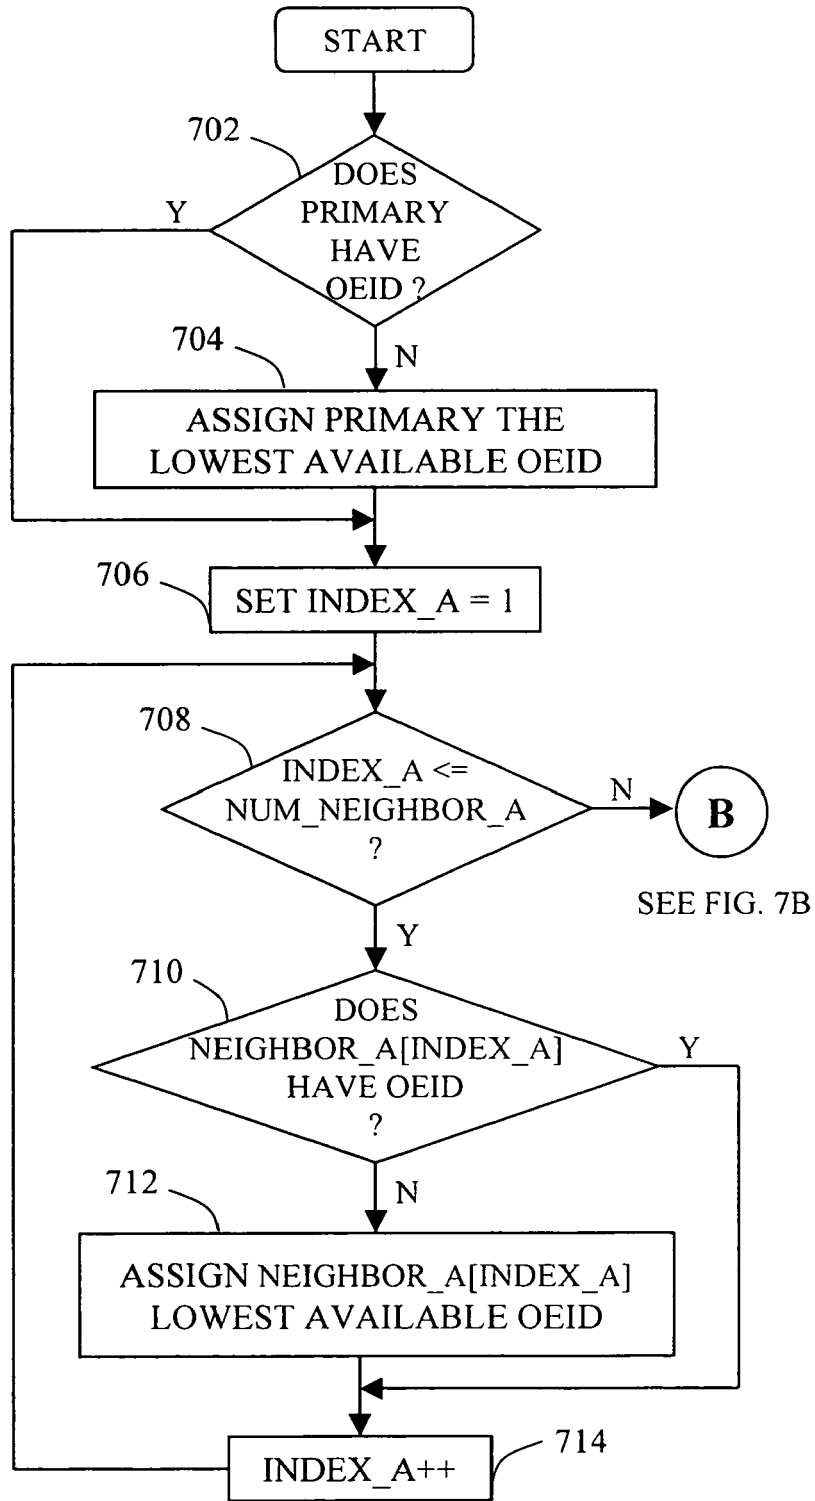 START
702
DOES
PRIMARY
HAVE
OEID ?
Y
N
704
ASSIGN PRIMARY THE
LOWEST AVAILABLE OEID
706
SET INDEX_A = 1
708
INDEX_A <=
NUM_NEIGHBOR_A
?
N
B
SEE FIG. 7B
Y
710
DOES
NEIGHBOR_A[INDEX_A]
HAVE OEID
?
Y
N
712
ASSIGN NEIGHBOR_A[INDEX_A]
LOWEST AVAILABLE OEID
INDEX_A++
714